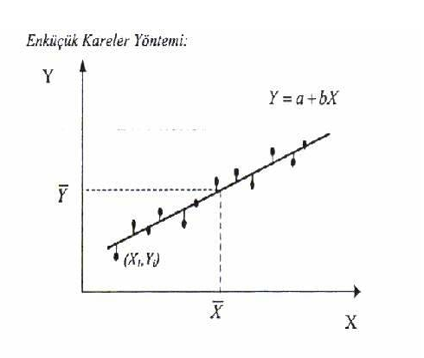 Enküçük Kareler Yöntemi:
Y
Y = a + bX
Ȳ
(Xᵢ,Yᵢ)
X̄
X